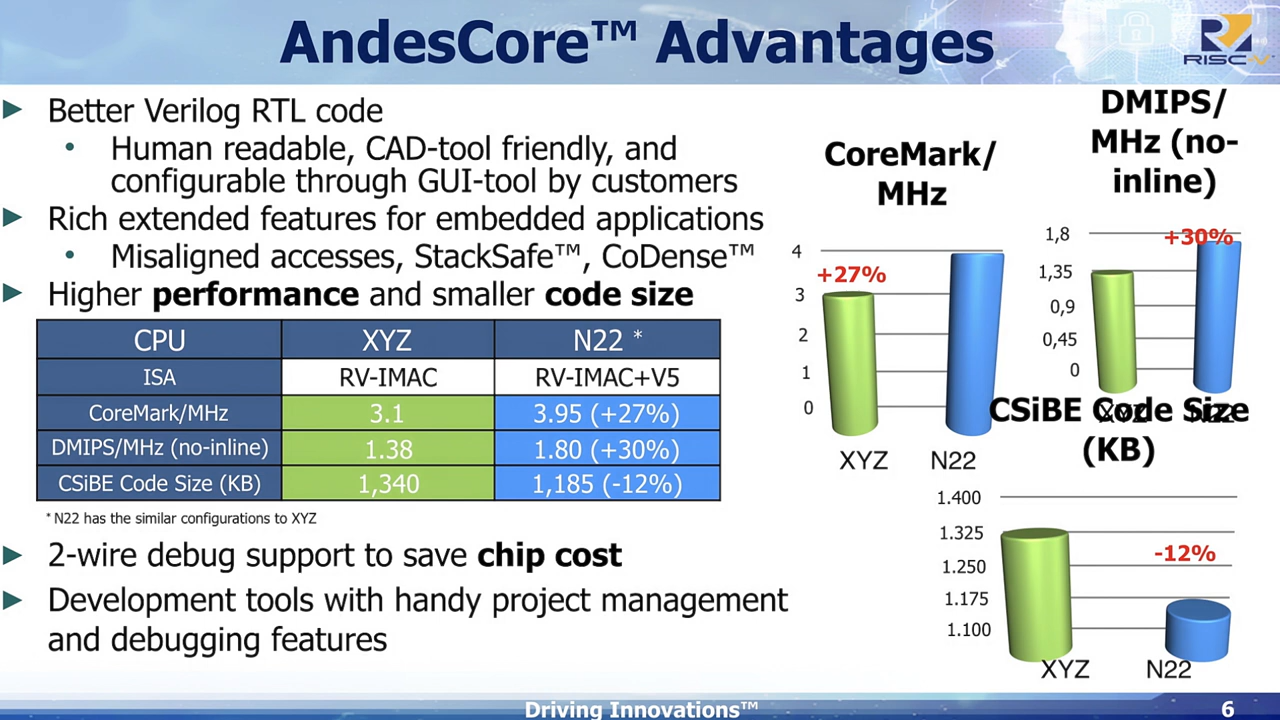 AndesCore™ Advantages
RISC-V
► Better Verilog RTL code
• Human readable, CAD-tool friendly, and
configurable through GUI-tool by customers
► Rich extended features for embedded applications
• Misaligned accesses, StackSafe™, CoDense™
► Higher performance and smaller code size
CPU XYZ N22 *
ISA RV-IMAC RV-IMAC+V5
CoreMark/MHz 3.1 3.95 (+27%)
DMIPS/MHz (no-inline) 1.38 1.80 (+30%)
CSiBE Code Size (KB) 1,340 1,185 (-12%)
* N22 has the similar configurations to XYZ
► 2-wire debug support to save chip cost
► Development tools with handy project management
and debugging features
CoreMark/
MHz
4
+27%
3
2
1
0
XYZ N22
DMIPS/
MHz (no-
inline)
1,8
+30%
1,35
0,9
0,45
0
XYZ N22
CSiBE Code Size
(KB)
1.400
1.325
-12%
1.250
1.175
1.100
XYZ N22
Driving Innovations™
6